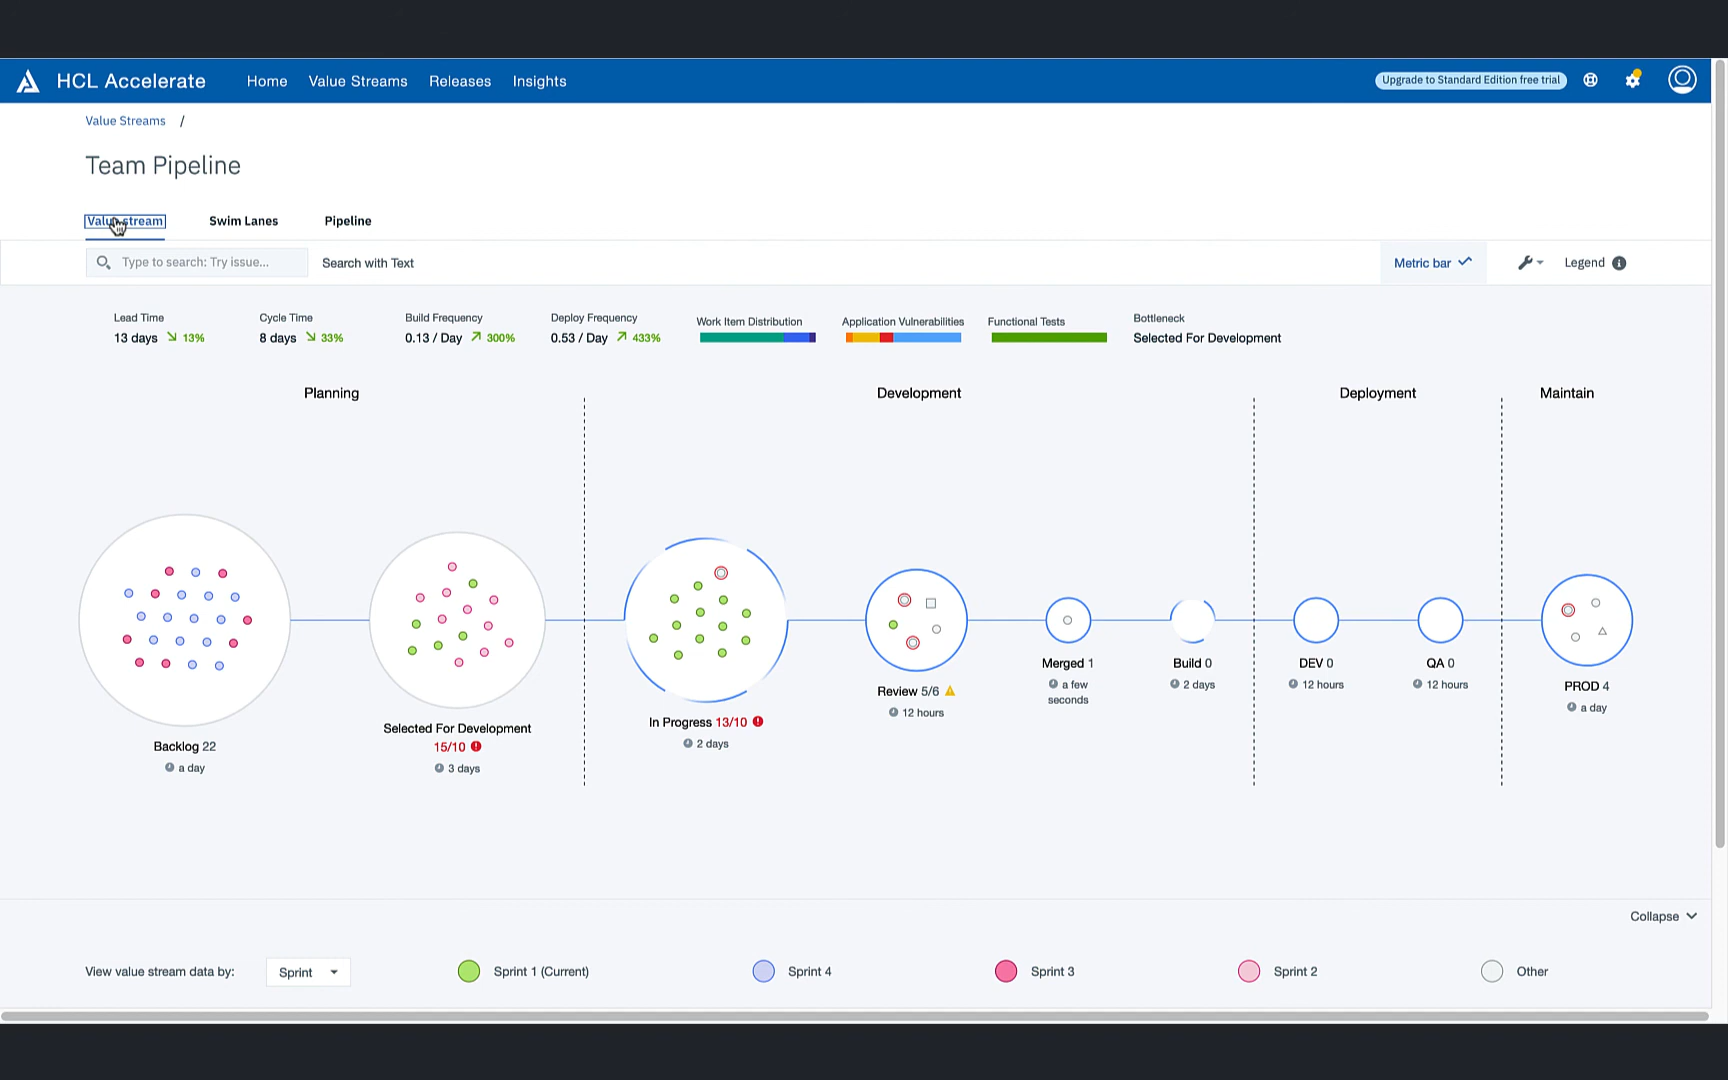 HCL Accelerate Home Value Streams Releases Insights Upgrade to Standard Edition free trial
Value Streams /
Team Pipeline
Value stream Swim Lanes Pipeline
Type to search: Try issue... Search with Text Metric bar Legend
Lead Time Cycle Time Build Frequency Deploy Frequency Work Item Distribution Application Vulnerabilities Functional Tests Bottleneck
13 days 13% 8 days 33% 0.13 / Day 300% 0.53 / Day 433% Selected For Development
Planning Development Deployment Maintain
Backlog 22
a day
Selected For Development
15/10
3 days
In Progress 13/10
2 days
Review 5/6
12 hours
Merged 1
a few
seconds
Build 0
2 days
DEV 0
12 hours
QA 0
12 hours
PROD 4
a day
Collapse
View value stream data by: Sprint Sprint 1 (Current) Sprint 4 Sprint 3 Sprint 2 Other